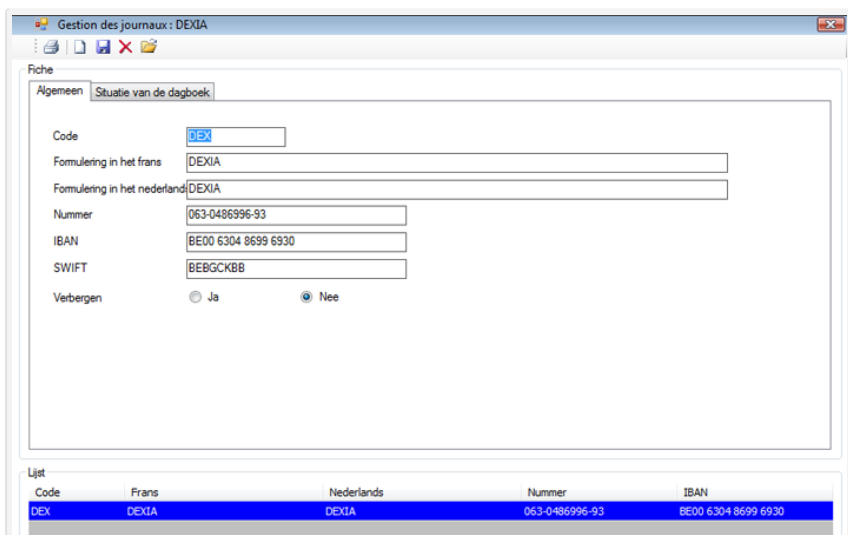 Gestion des journaux : DEXIA
Fiche
Algemeen Situatie van de dagboek
Code DEX
Formulering in het frans DEXIA
Formulering in het nederland DEXIA
Nummer 063-0486996-93
IBAN BE00 6304 8699 6930
SWIFT BEBGCKBB
Verbergen Ja Nee
Lijst
Code Frans Nederlands Nummer IBAN
DEX DEXIA DEXIA 063-0486996-93 BE00 6304 8699 6930